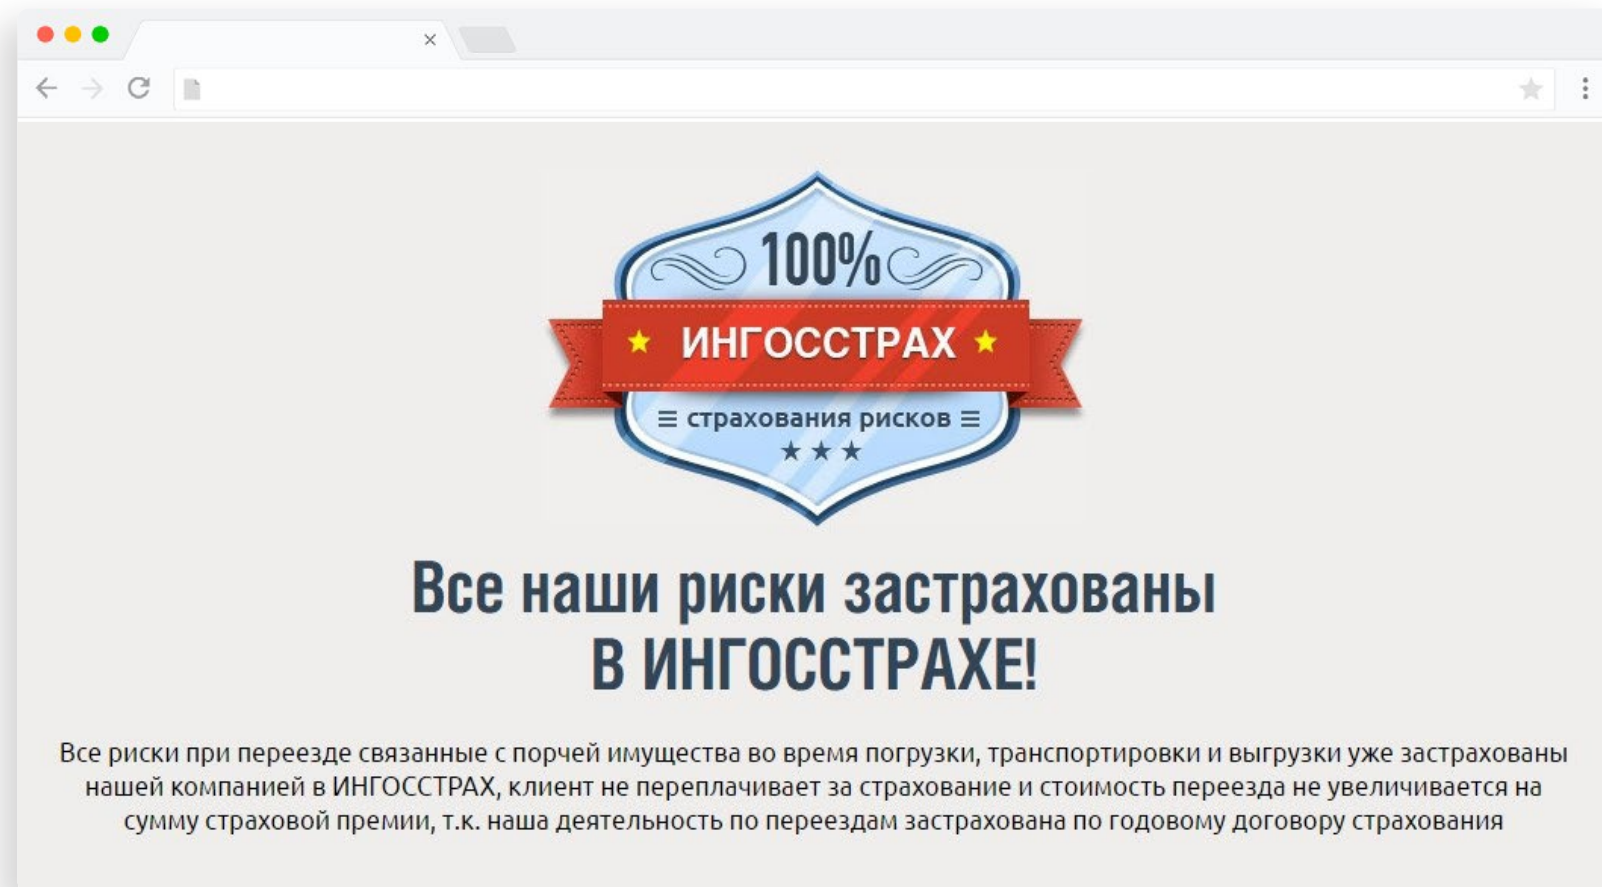 100%
ИНГОССТРАХ
страхования рисков
Все наши риски застрахованы
В ИНГОССТРАХЕ!
Все риски при переезде связанные с порчей имущества во время погрузки, транспортировки и выгрузки уже застрахованы
нашей компанией в ИНГОССТРАХ, клиент не переплачивает за страхование и стоимость переезда не увеличивается на
сумму страховой премии, т.к. наша деятельность по переездам застрахована по годовому договору страхования